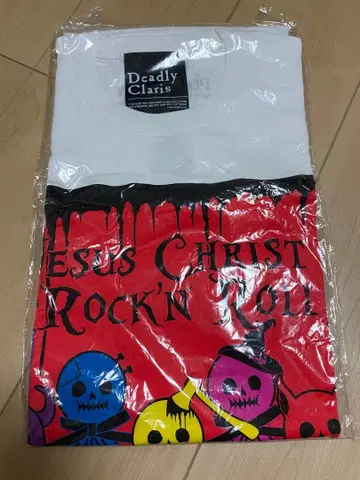 Deadly
Claris
ESUS CHRIST
ROCK'N ROLL